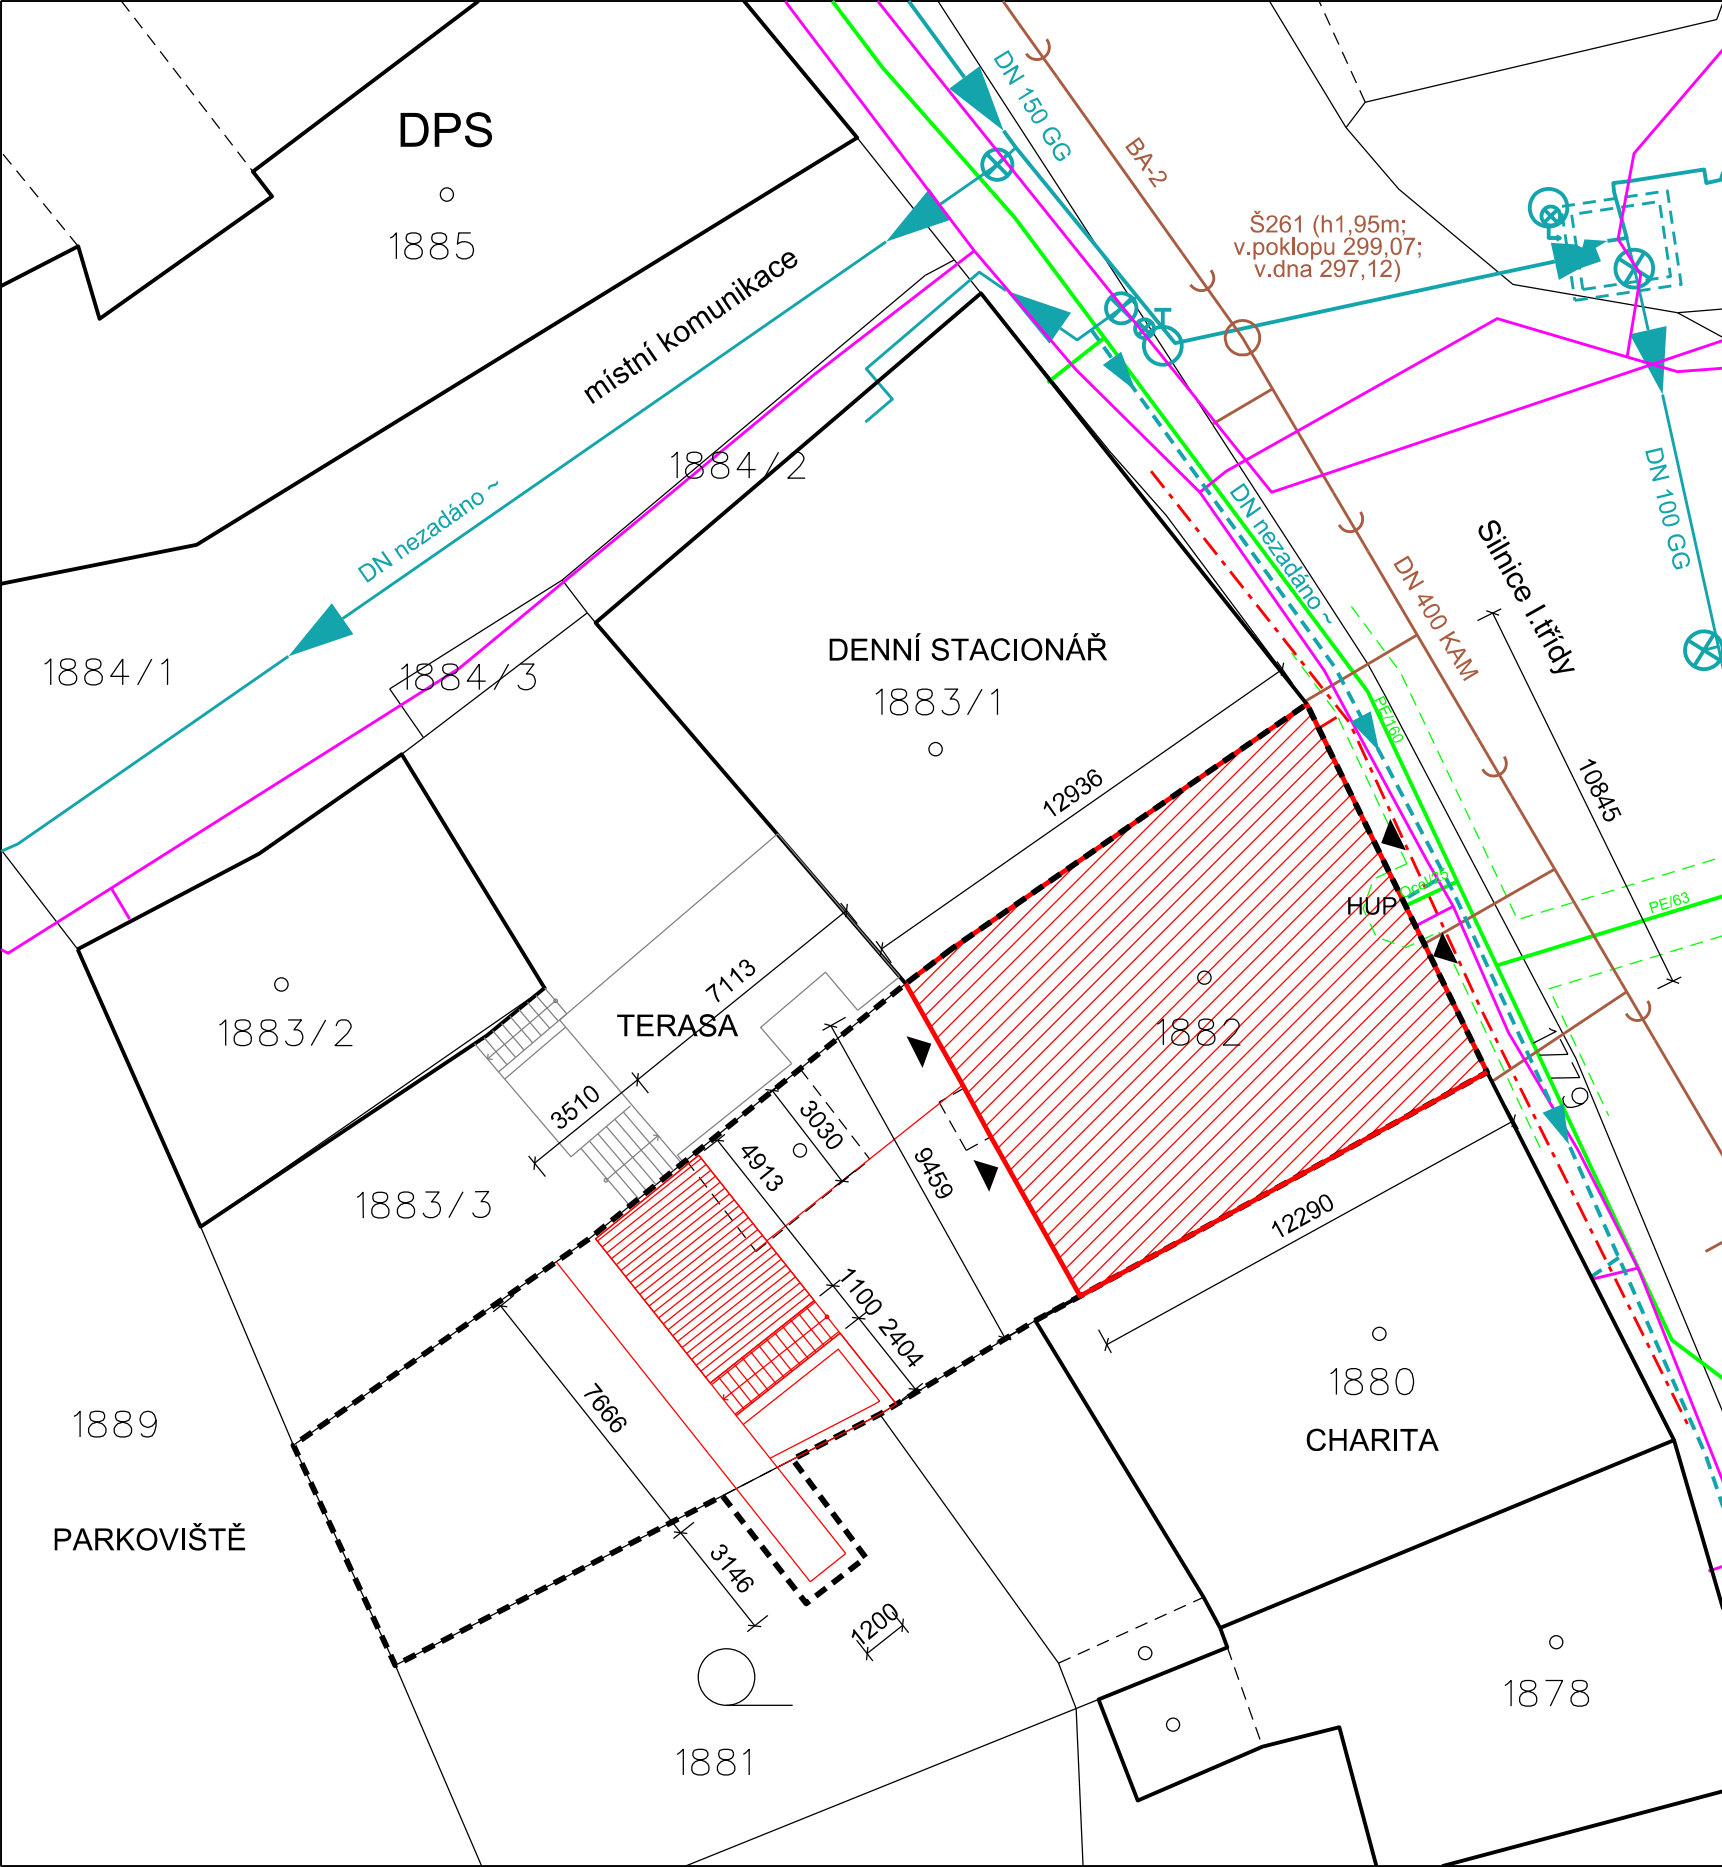 DPS
1885
DN 150 GG
BA-2
Š261 (h1,95m;
v.poklopu 299,07;
v.dna 297,12)
místní komunikace
1884/2
DN nezadáno ~
DN nezadáno ~
DN 100 GG
Silnice I.třídy
DN 400 KAM
1884/1
1884/3
DENNÍ STACIONÁŘ
1883/1
PE/160
12936
10845
HUP
PE/63
7113
TERASA
1883/2
1882
1779
3510
3030
4913
9459
1883/3
12290
1100
2404
7666
1880
CHARITA
1889
PARKOVIŠTĚ
3146
1200
1878
1881